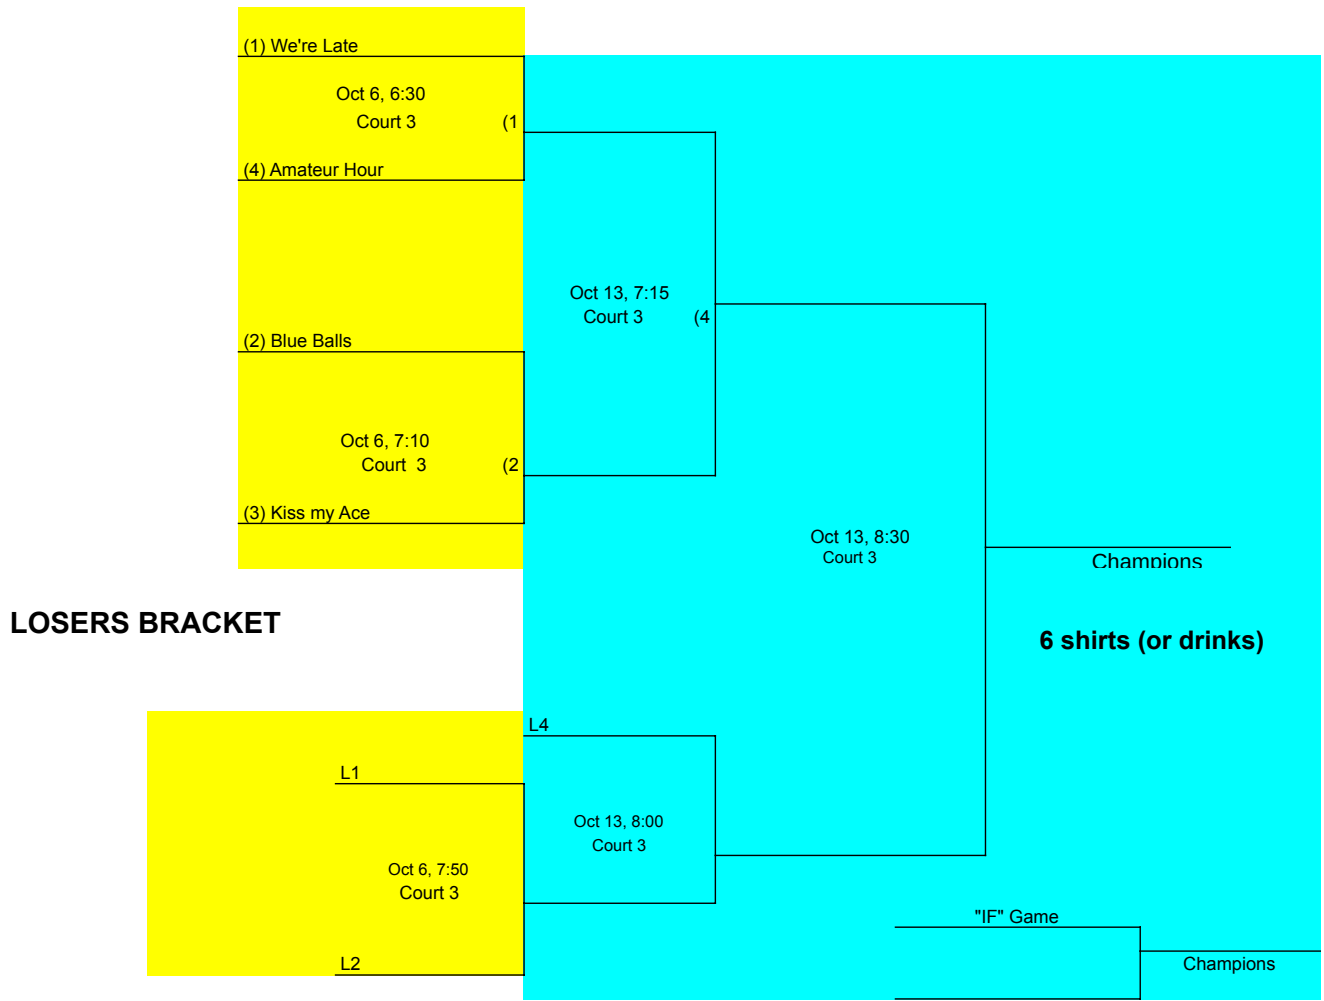 (1) We're Late
Oct 6, 6:30
Court 3
(1
(4) Amateur Hour
Oct 13, 7:15
Court 3
(4
(2) Blue Balls
Oct 6, 7:10
Court 3
(2
(3) Kiss my Ace
Oct 13, 8:30
Court 3
Champions
LOSERS BRACKET
6 shirts (or drinks)
L4
L1
Oct 13, 8:00
Court 3
Oct 6, 7:50
Court 3
"IF" Game
L2
Champions